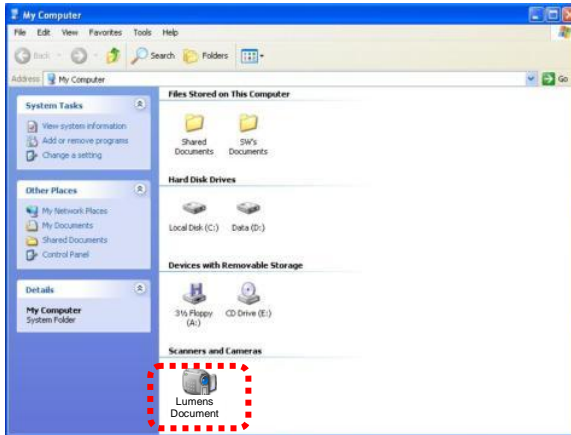 My Computer
File Edit View Favorites Tools Help
Back Search Folders
Address My Computer Go
System Tasks
View system information
Add or remove programs
Change a setting
Other Places
My Network Places
My Documents
Shared Documents
Control Panel
Details
My Computer
System Folder
Files Stored on This Computer
Shared Documents
SW's Documents
Hard Disk Drives
Local Disk (C:) Data (D:)
Devices with Removable Storage
3½ Floppy (A:)
CD Drive (E:)
Scanners and Cameras
Lumens
Document